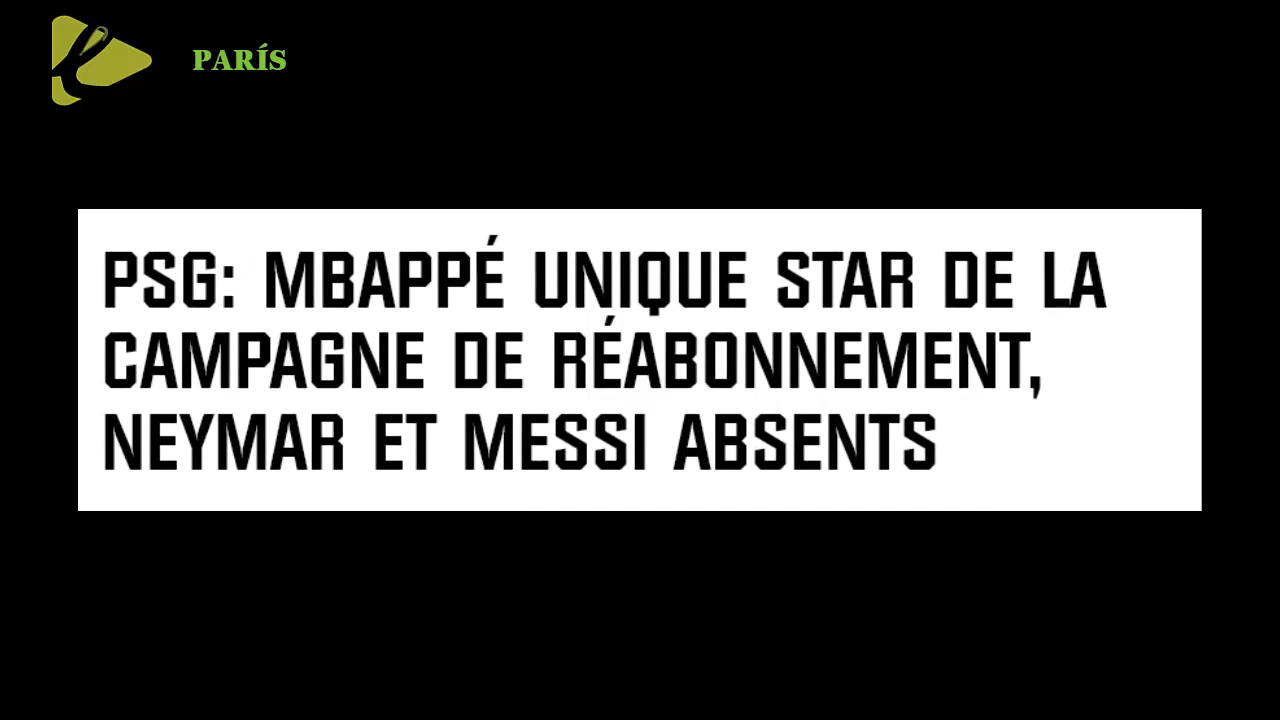 PARÍS
PSG: MBAPPÉ UNIQUE STAR DE LA
CAMPAGNE DE RÉABONNEMENT,
NEYMAR ET MESSI ABSENTS